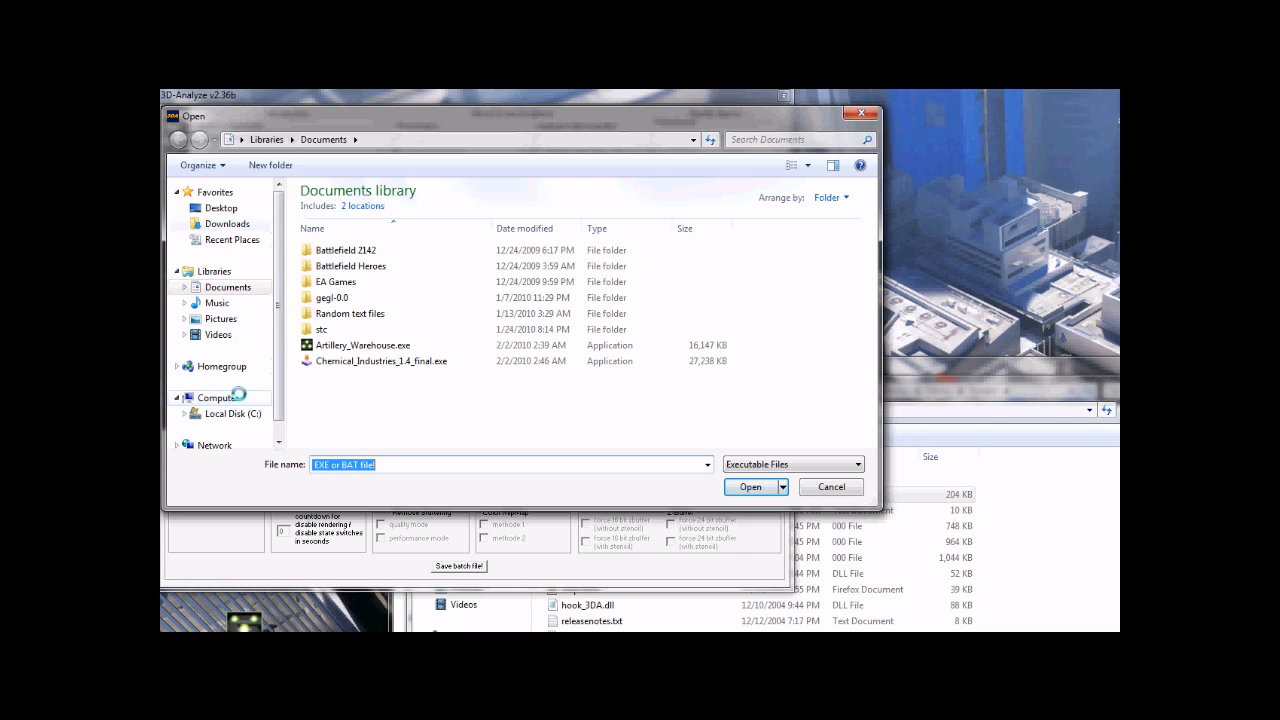 3D-Analyze v2.36b
Open
Libraries Documents
Search Documents
Organize New folder
Favorites
Desktop
Downloads
Recent Places
Libraries
Documents
Music
Pictures
Videos
Homegroup
Computer
Local Disk (C:)
Network
Documents library
Includes: 2 locations
Arrange by: Folder
Name Date modified Type Size
Battlefield 2142 12/24/2009 6:17 PM File folder
Battlefield Heroes 12/24/2009 3:59 AM File folder
EA Games 12/24/2009 9:59 PM File folder
gegl-0.0 1/7/2010 11:29 PM File folder
Random text files 1/13/2010 3:29 AM File folder
stc 1/24/2010 8:14 PM File folder
Artillery_Warehouse.exe 2/2/2010 2:39 AM Application 16,147 KB
Chemical_Industries_1.4_final.exe 2/2/2010 2:46 AM Application 27,238 KB
File name: EXE or BAT file! Executable Files
Open Cancel
countdown for
disable rendering /
disable state switches
in seconds
0
Remove stuttering
quality mode
performance mode
Color MipMap
methode 1
methode 2
force 16 bit zbuffer
(without stencil)
force 16 bit zbuffer
(with stencil)
force 24 bit zbuffer
(without stencil)
force 24 bit zbuffer
(with stencil)
Save batch file!
Size
204 KB
10 KB
45 PM 000 File 748 KB
45 PM 000 File 964 KB
04 PM 000 File 1,044 KB
44 PM DLL File 52 KB
55 PM Firefox Document 39 KB
Videos hook_3DA.dll 12/10/2004 9:44 PM DLL File 88 KB
releasenotes.txt 12/12/2004 7:17 PM Text Document 8 KB